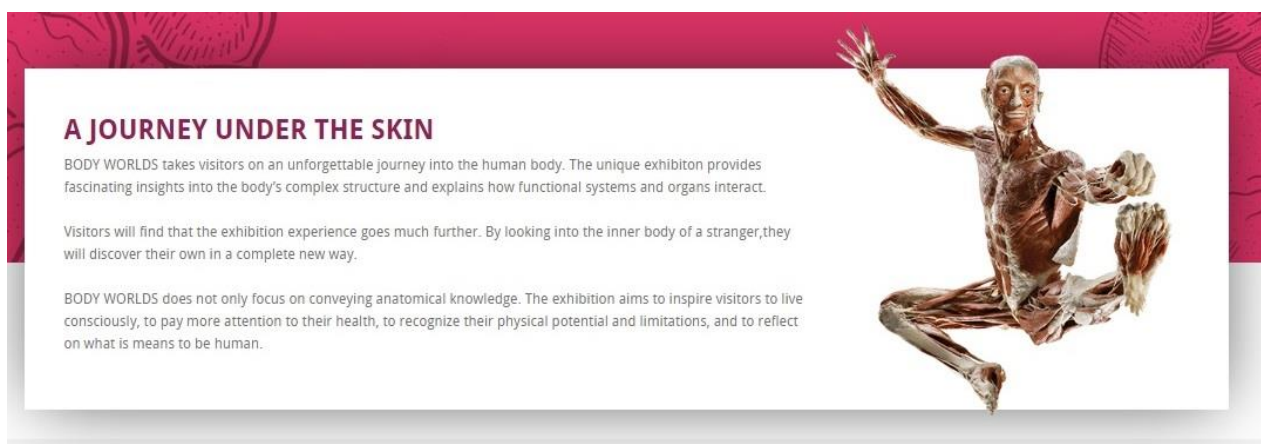 A JOURNEY UNDER THE SKIN
BODY WORLDS takes visitors on an unforgettable journey into the human body. The unique exhibiton provides
fascinating insights into the body's complex structure and explains how functional systems and organs interact.
Visitors will find that the exhibition experience goes much further. By looking into the inner body of a stranger,they
will discover their own in a complete new way.
BODY WORLDS does not only focus on conveying anatomical knowledge. The exhibition aims to inspire visitors to live
consciously, to pay more attention to their health, to recognize their physical potential and limitations, and to reflect
on what is means to be human.